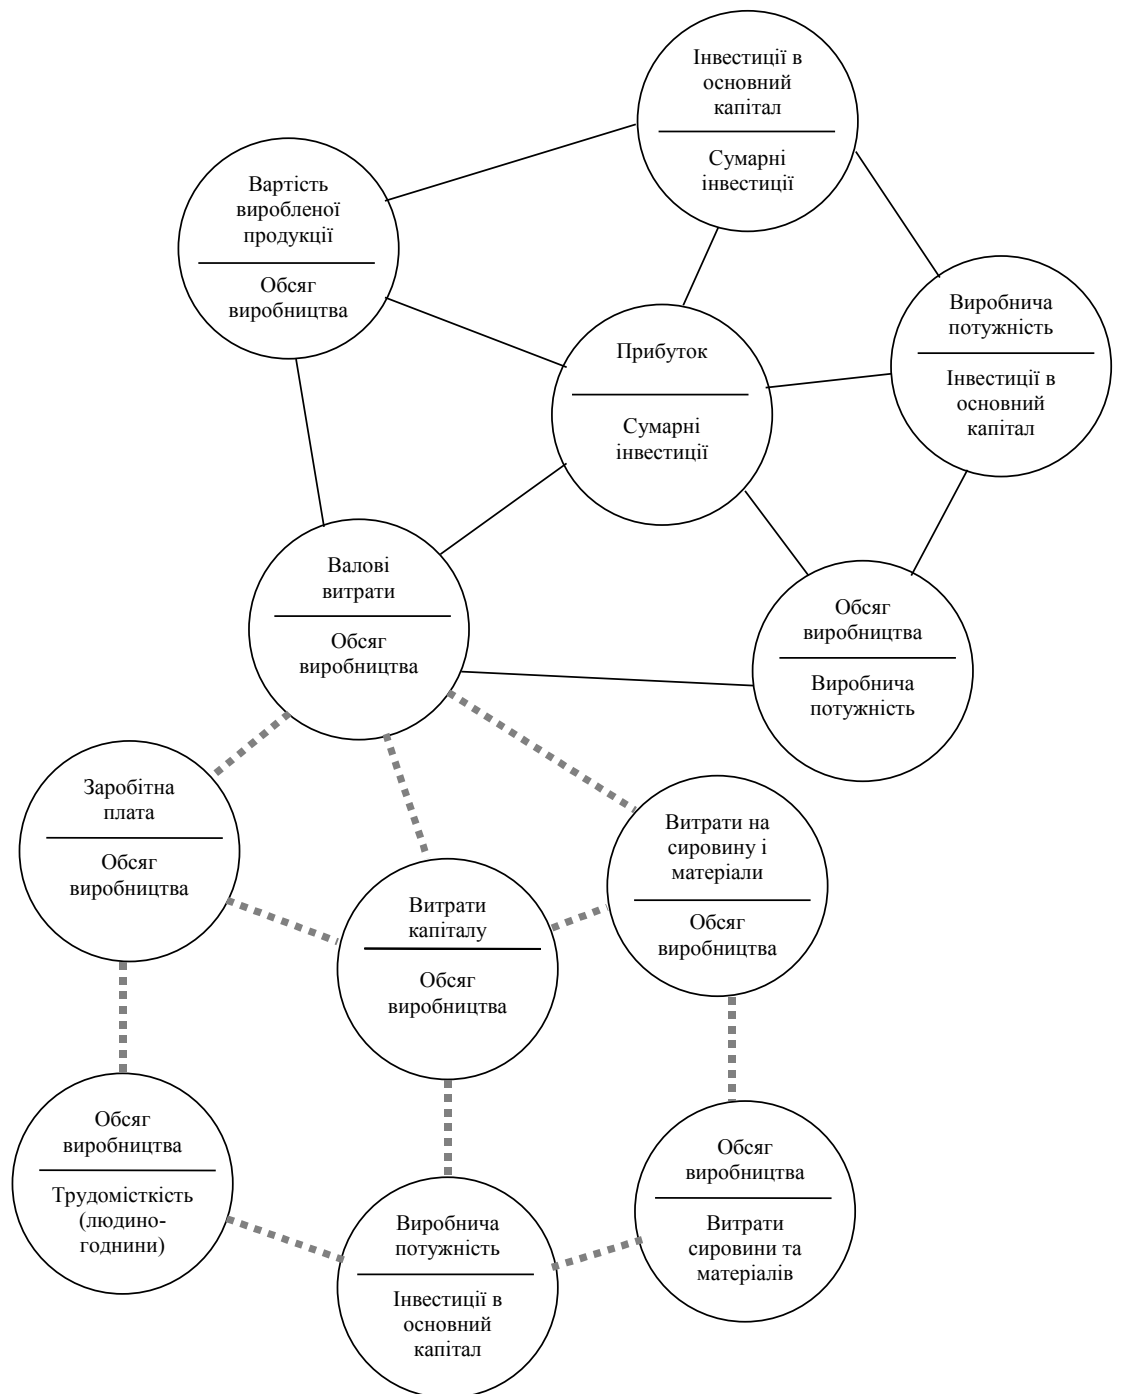 Інвестиції в
основний
капітал
Сумарні
інвестиції
Вартість
виробленої
продукції
Обсяг
виробництва
Виробнича
потужність
Інвестиції в
основний
капітал
Прибуток
Сумарні
інвестиції
Валові
витрати
Обсяг
виробництва
Обсяг
виробництва
Виробнича
потужність
Заробітна
плата
Обсяг
виробництва
Витрати
капіталу
Обсяг
виробництва
Витрати на
сировину і
матеріали
Обсяг
виробництва
Обсяг
виробництва
Трудомісткість
(людино-
годнини)
Виробнича
потужність
Інвестиції в
основний
капітал
Обсяг
виробництва
Витрати
сировини та
матеріалів